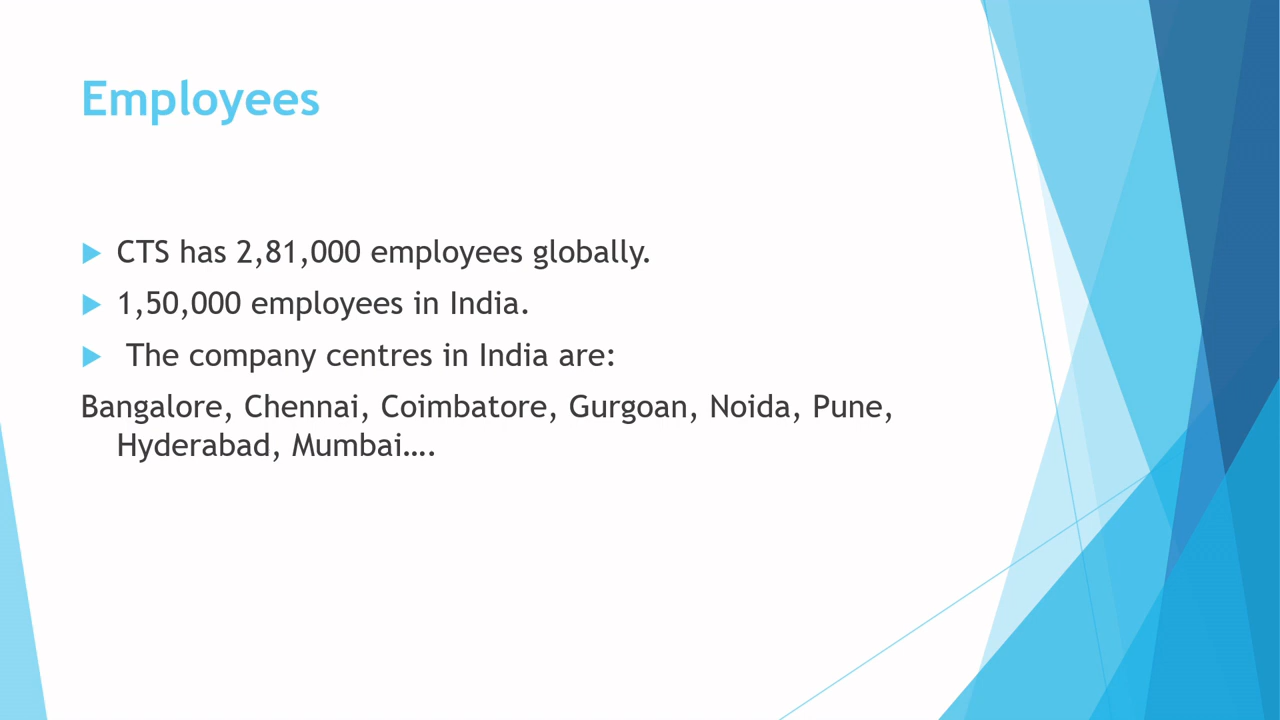 Employees
CTS has 2,81,000 employees globally.
1,50,000 employees in India.
The company centres in India are:
Bangalore, Chennai, Coimbatore, Gurgoan, Noida, Pune,
Hyderabad, Mumbai….